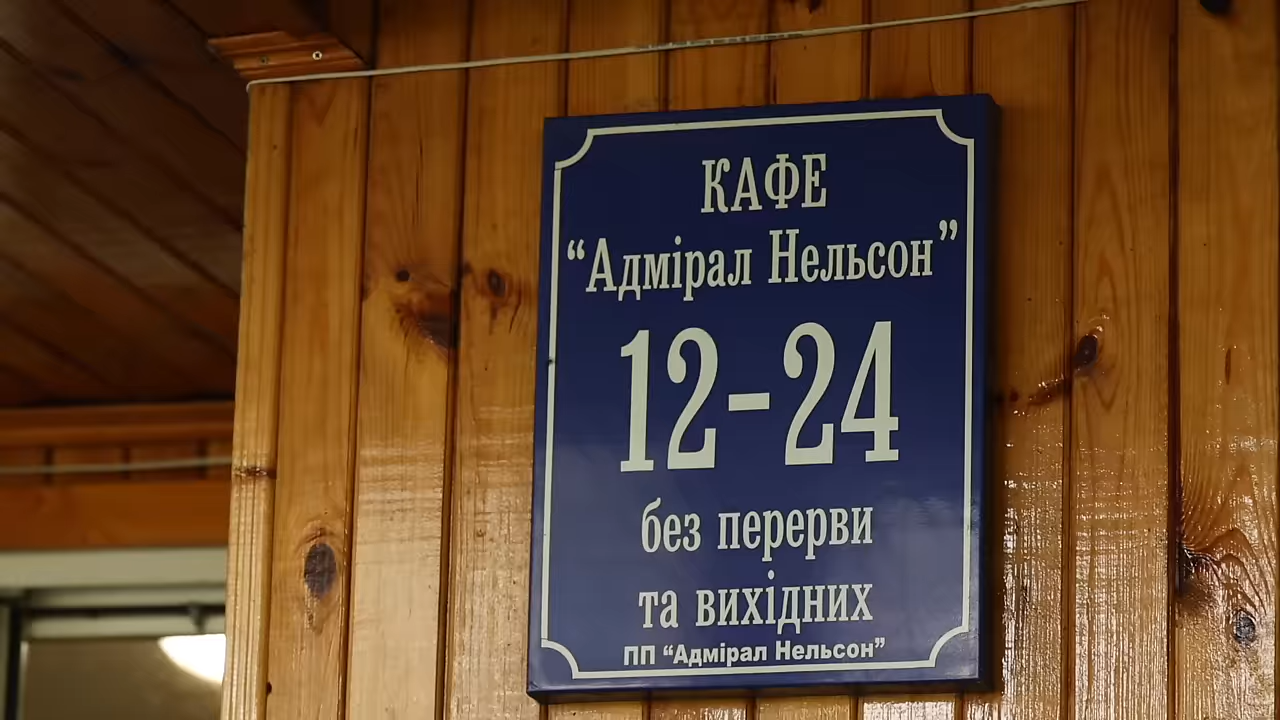 КАФЕ
“Адмірал Нельсон”
12-24
без перерви
та вихідних
ПП “Адмірал Нельсон”